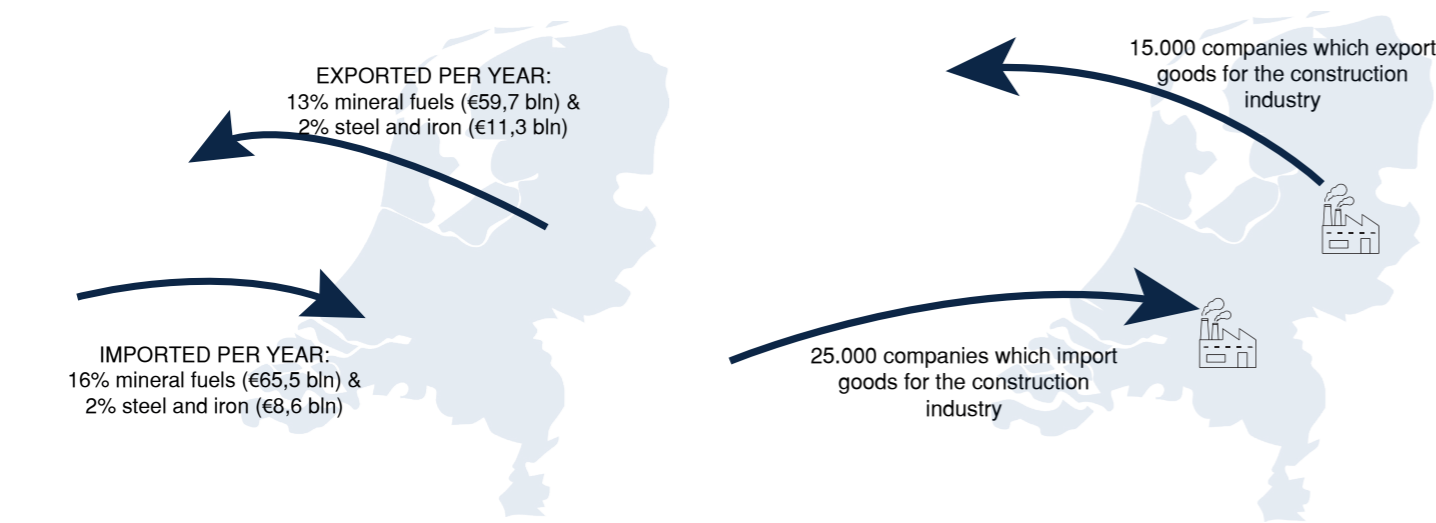 EXPORTED PER YEAR:
13% mineral fuels (€59,7 bln) &
2% steel and iron (€11,3 bln)
IMPORTED PER YEAR:
16% mineral fuels (€65,5 bln) &
2% steel and iron (€8,6 bln)
15.000 companies which export
goods for the construction
industry
25.000 companies which import
goods for the construction
industry